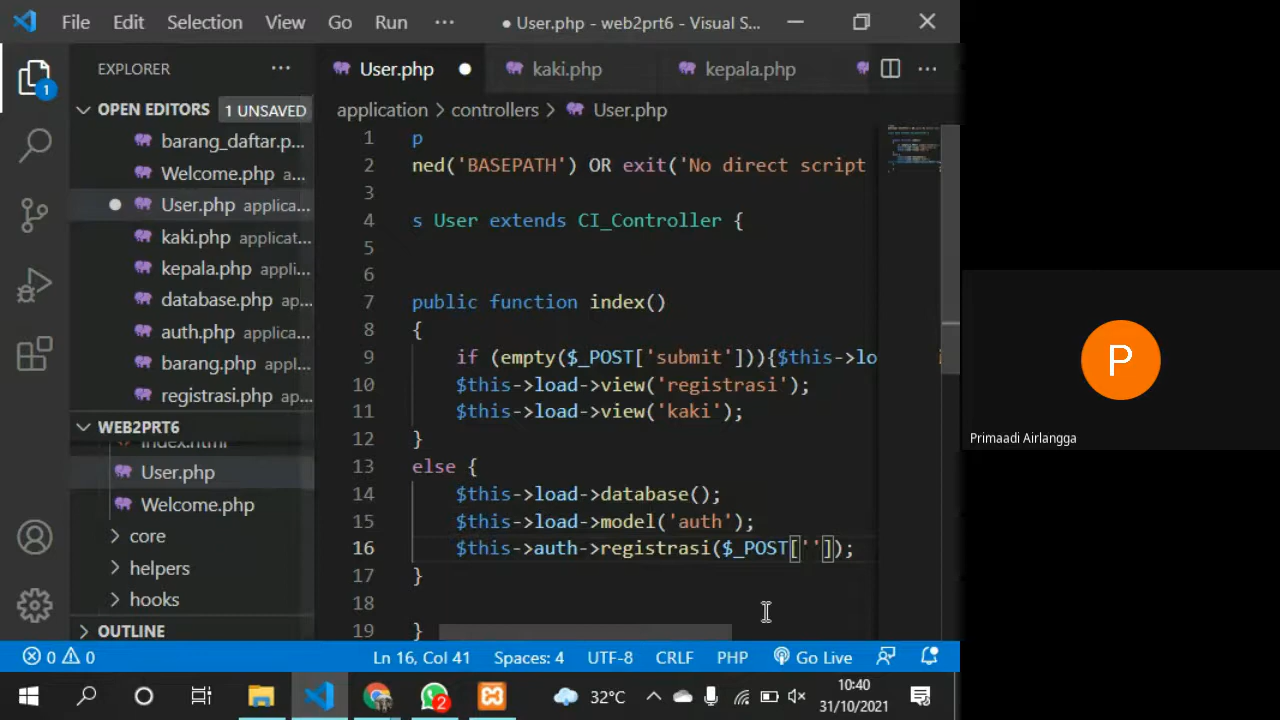 File Edit Selection View Go Run ··· ● User.php - web2prt6 - Visual S...
EXPLORER ···
User.php ● kaki.php kepala.php ···
OPEN EDITORS 1 UNSAVED
application > controllers > User.php
barang_daftar.p...
Welcome.php a...
● User.php applica...
kaki.php applicat...
kepala.php appli...
database.php ap...
auth.php applica...
barang.php appl...
registrasi.php ap...
WEB2PRT6
index.html
User.php
Welcome.php
> core
> helpers
> hooks
> OUTLINE
1
1 p
2 ned('BASEPATH') OR exit('No direct script
3
4 s User extends CI_Controller {
5
6
7 public function index()
8 {
9 if (empty($_POST['submit'])){$this->lo
10 $this->load->view('registrasi');
11 $this->load->view('kaki');
12 }
13 else {
14 $this->load->database();
15 $this->load->model('auth');
16 $this->auth->registrasi($_POST['']);
17 }
18
19 }
0 0 Ln 16, Col 41 Spaces: 4 UTF-8 CRLF PHP Go Live
2 32°C 10:40
31/10/2021
P
Primaadi Airlangga